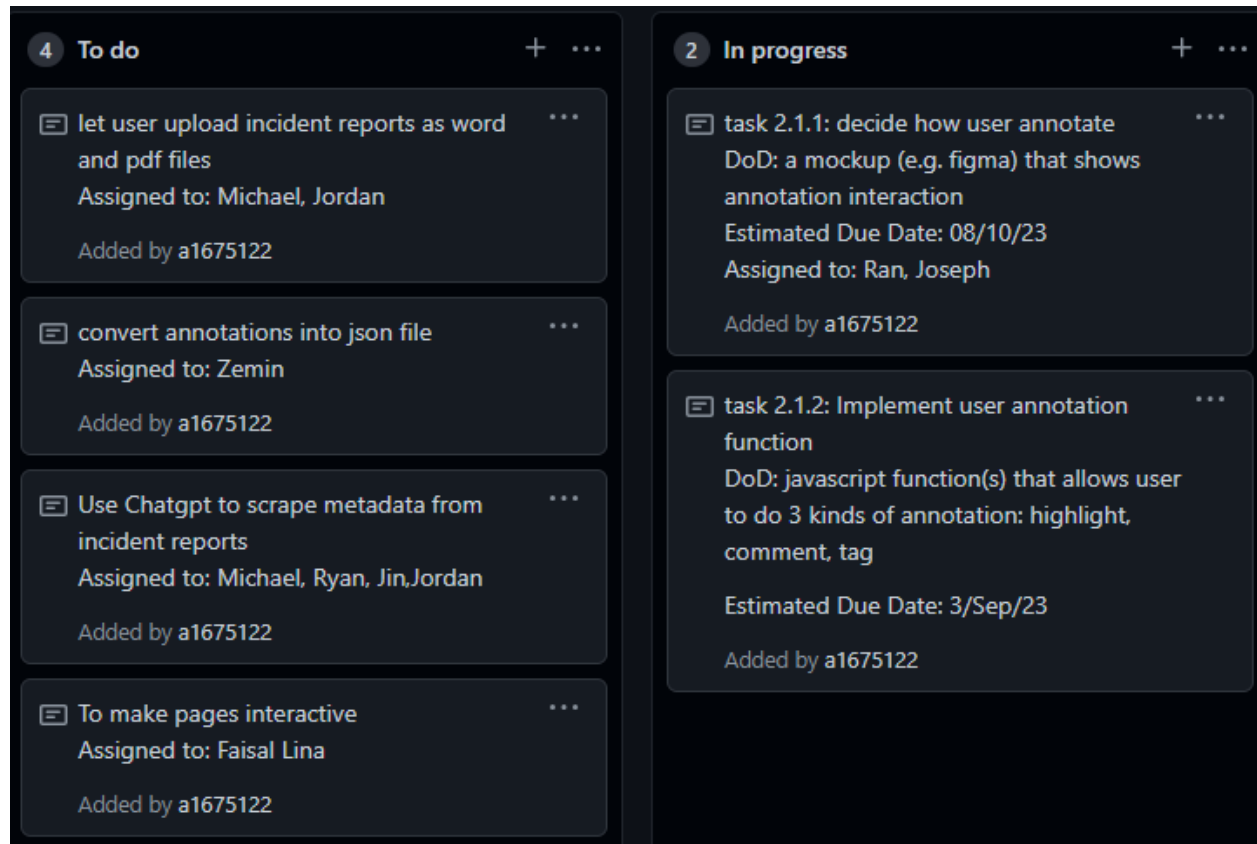 4 To do
let user upload incident reports as word
and pdf files
Assigned to: Michael, Jordan
Added by a1675122
convert annotations into json file
Assigned to: Zemin
Added by a1675122
Use Chatgpt to scrape metadata from
incident reports
Assigned to: Michael, Ryan, Jin,Jordan
Added by a1675122
To make pages interactive
Assigned to: Faisal Lina
Added by a1675122
2 In progress
task 2.1.1: decide how user annotate
DoD: a mockup (e.g. figma) that shows
annotation interaction
Estimated Due Date: 08/10/23
Assigned to: Ran, Joseph
Added by a1675122
task 2.1.2: Implement user annotation
function
DoD: javascript function(s) that allows user
to do 3 kinds of annotation: highlight,
comment, tag
Estimated Due Date: 3/Sep/23
Added by a1675122